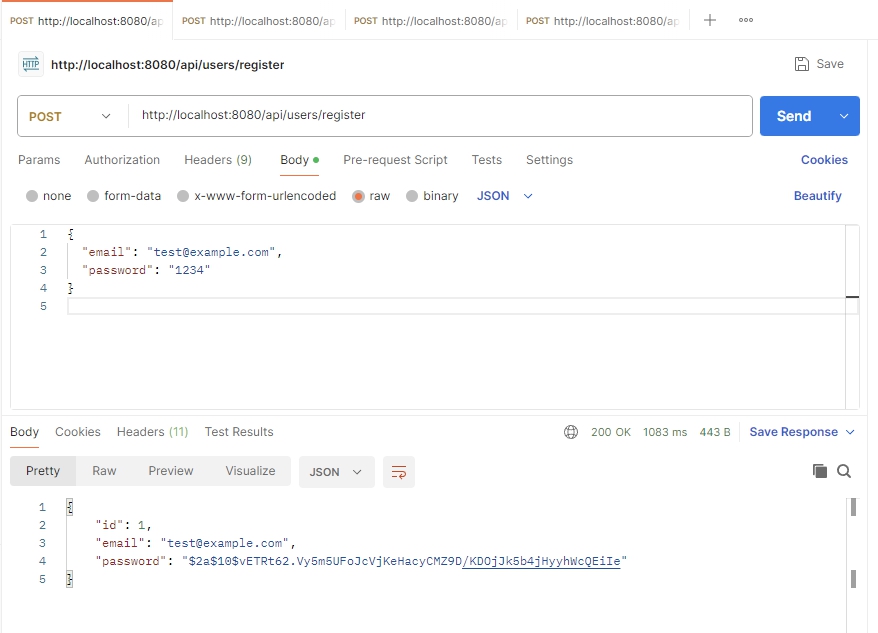 POST http://localhost:8080/ap POST http://localhost:8080/ap POST http://localhost:8080/ap POST http://localhost:8080/ap
HTTP http://localhost:8080/api/users/register Save
POST http://localhost:8080/api/users/register Send
Params Authorization Headers (9) Body Pre-request Script Tests Settings Cookies
none form-data x-www-form-urlencoded raw binary JSON Beautify
1 {
2 "email": "test@example.com",
3 "password": "1234"
4 }
5
Body Cookies Headers (11) Test Results 200 OK 1083 ms 443 B Save Response
Pretty Raw Preview Visualize JSON
1 {
2 "id": 1,
3 "email": "test@example.com",
4 "password": "$2a$10$vETRt62.Vy5m5UFoJcVjKeHacyCMZ9D/KDOjJk5b4jHyyhWcQEiIe"
5 }